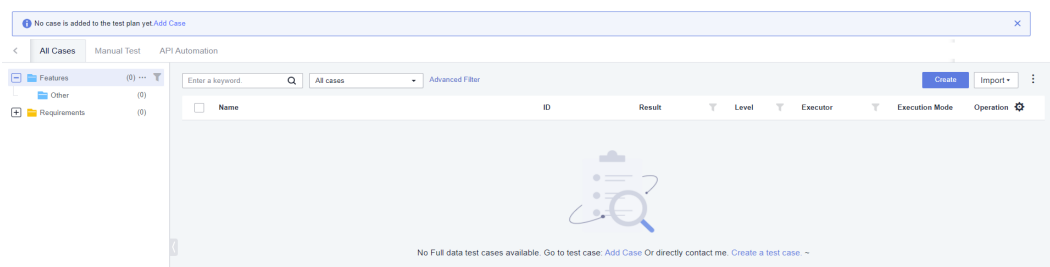 No case is added to the test plan yet.Add Case
All Cases Manual Test API Automation
Features (0) ···
Other (0)
Requirements (0)
Enter a keyword. All cases Advanced Filter Create Import
Name ID Result Level Executor Execution Mode Operation
No Full data test cases available. Go to test case: Add Case Or directly contact me. Create a test case. ~